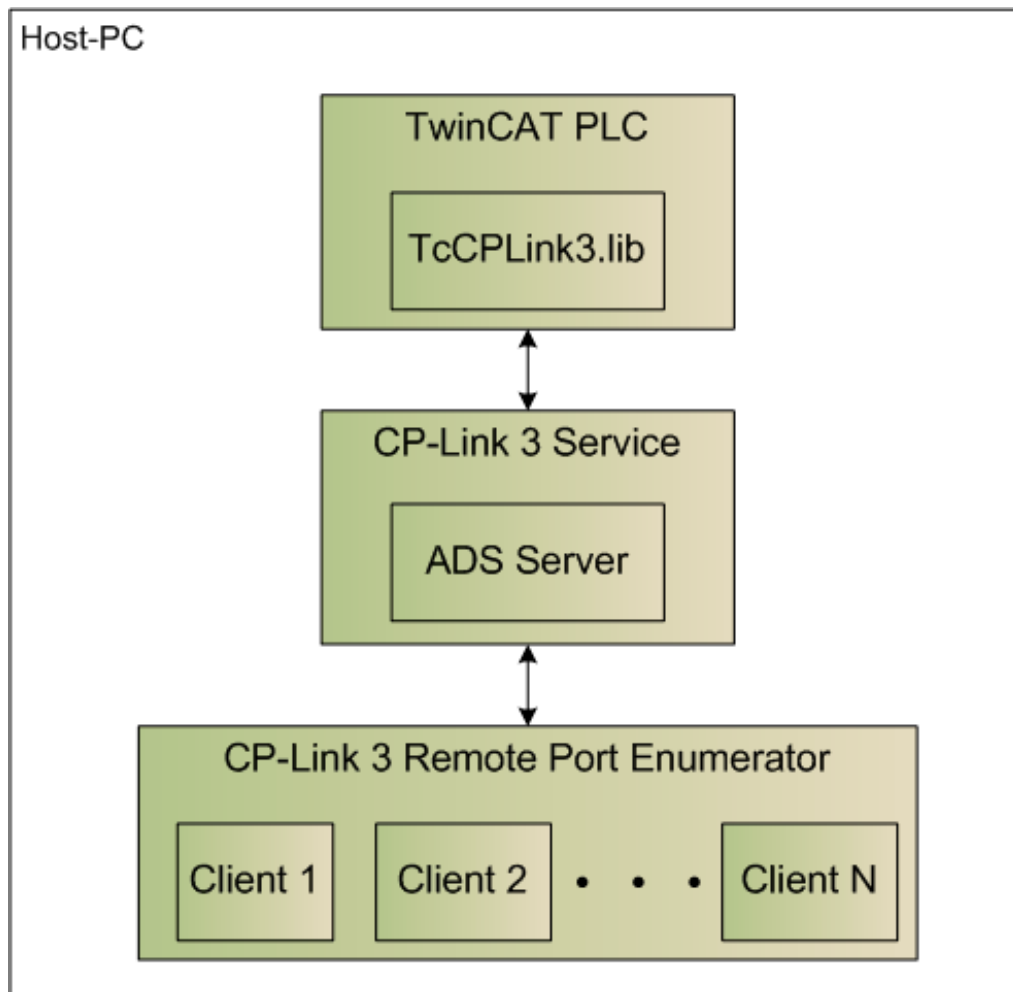 Host-PC
TwinCAT PLC
TcCPLink3.lib
CP-Link 3 Service
ADS Server
CP-Link 3 Remote Port Enumerator
Client 1 Client 2 • • • Client N